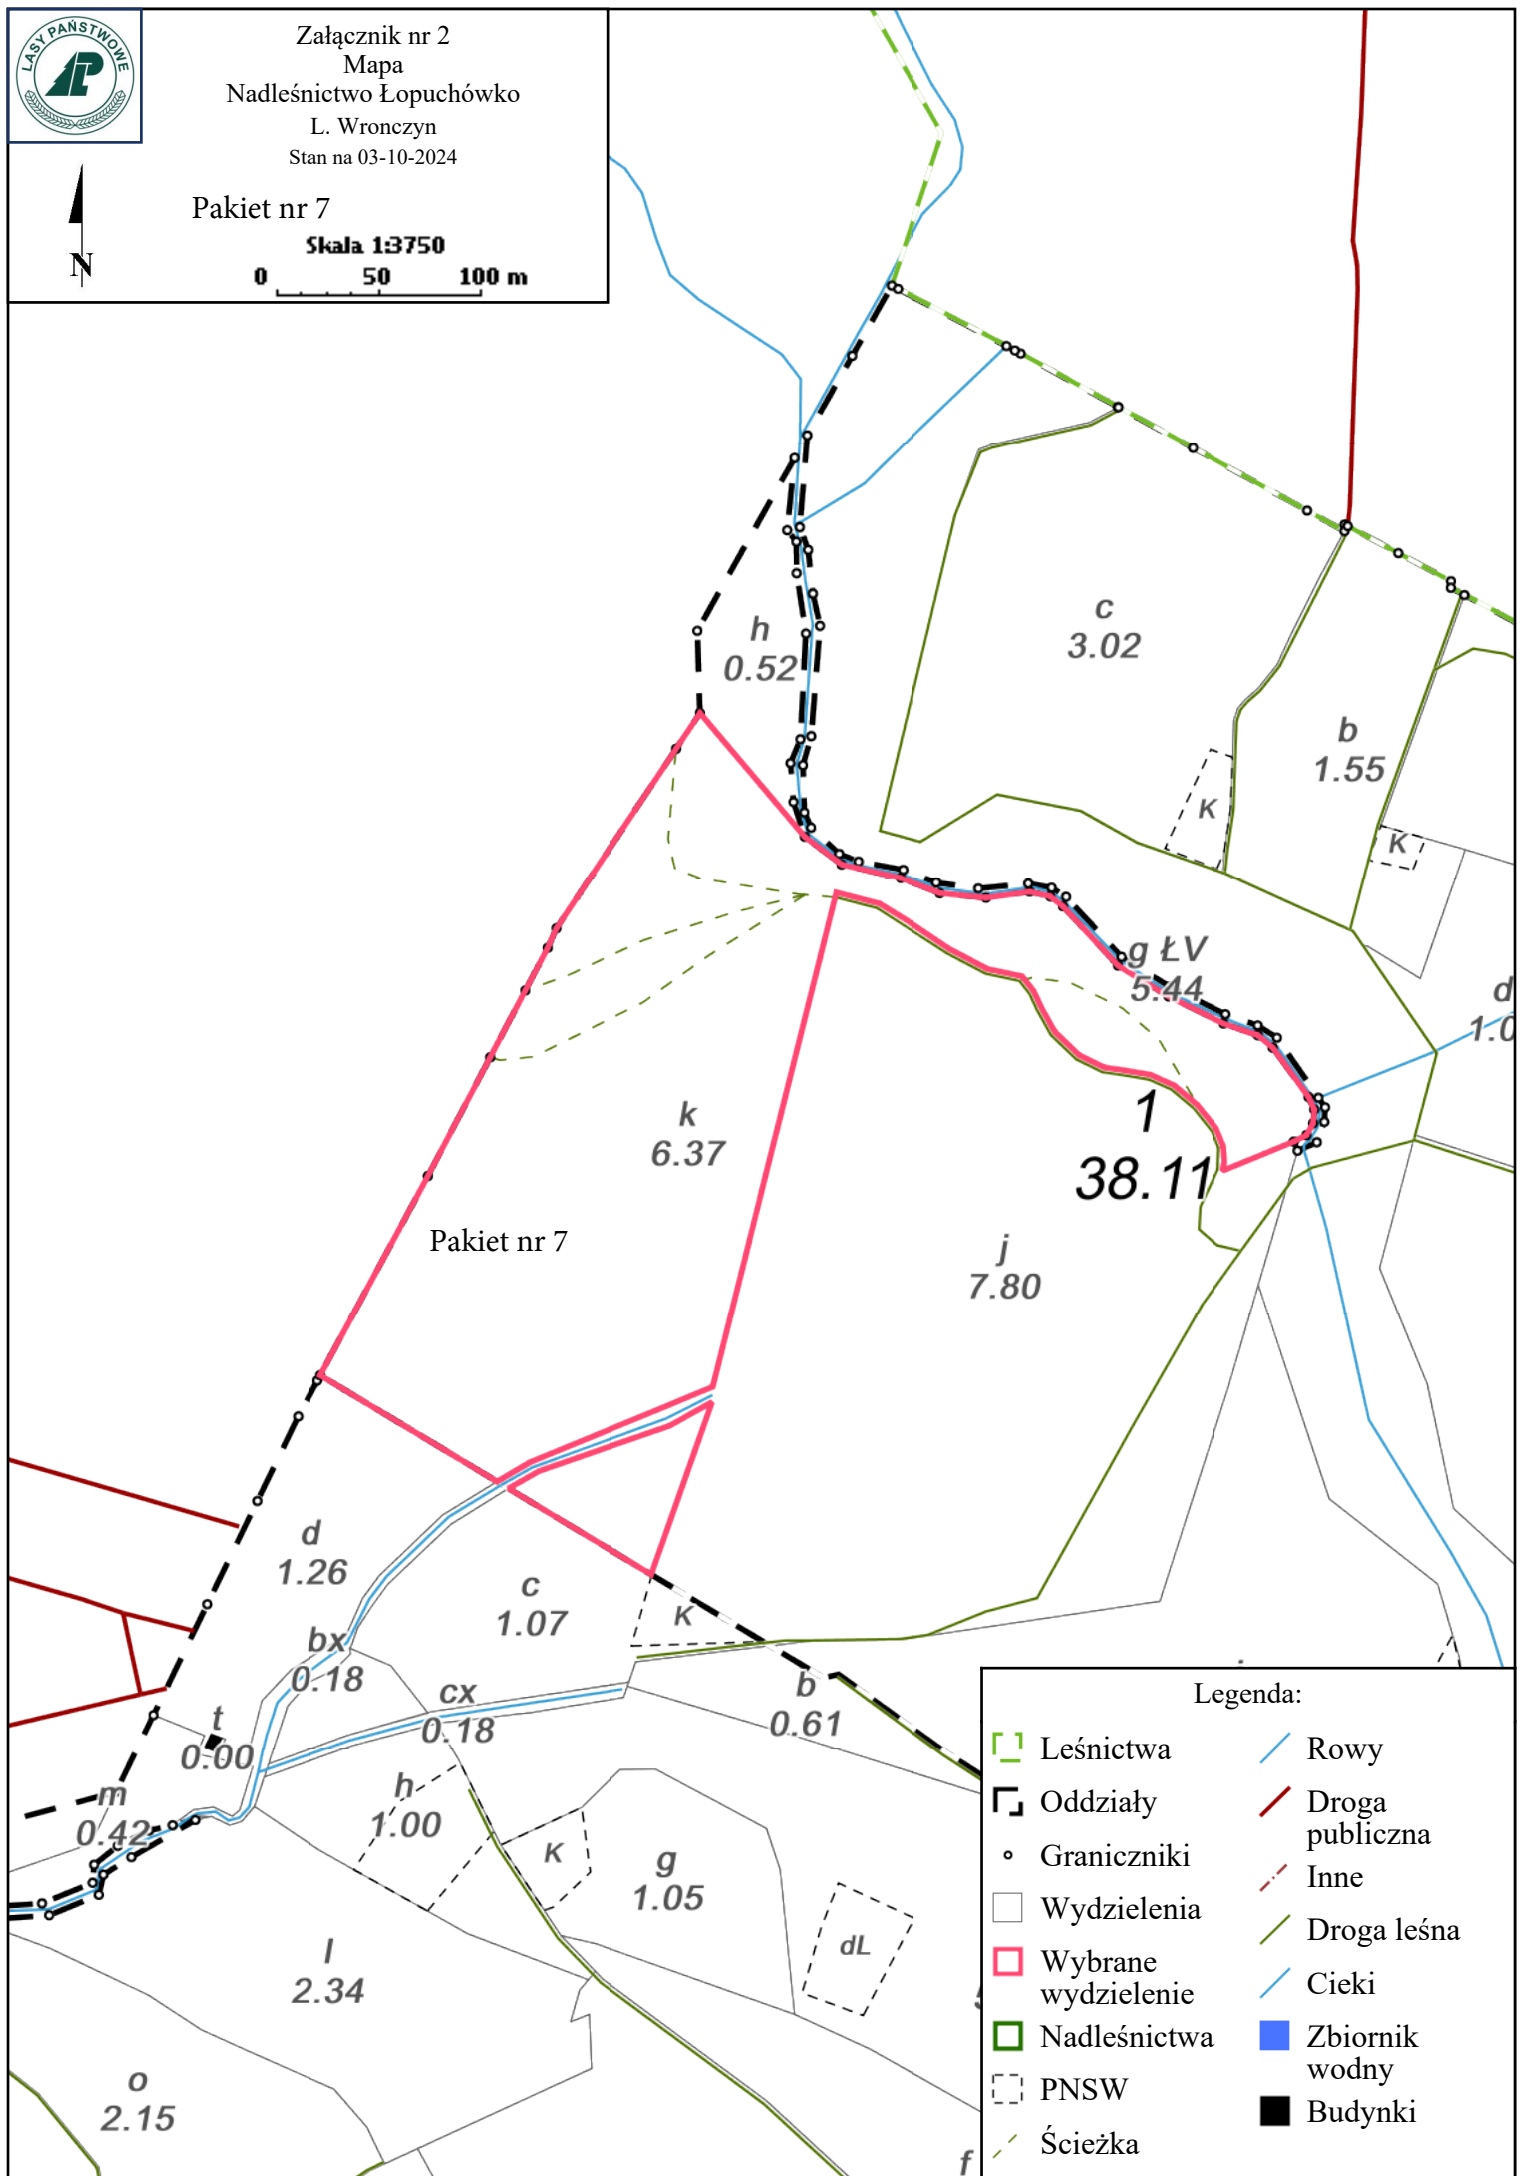 LASY PAŃSTWOWE
LP
Załącznik nr 2
Mapa
Nadleśnictwo Łopuchówko
L. Wronczyn
Stan na 03-10-2024
Pakiet nr 7
Skala 1:3750
0 50 100 m
N
h
0.52
c
3.02
b
1.55
K
K
g ŁV
5.44
d
1.0
k
6.37
1
38.11
Pakiet nr 7
j
7.80
d
1.26
c
1.07
K
bx
0.18
cx
0.18
b
0.61
t
0.00
m
0.42
h
1.00
K
g
1.05
dL
l
2.34
o
2.15
f
Legenda:
Leśnictwa
Oddziały
Graniczniki
Wydzielenia
Wybrane
wydzielenie
Nadleśnictwa
PNSW
Ścieżka
Rowy
Droga
publiczna
Inne
Droga leśna
Cieki
Zbiornik
wodny
Budynki